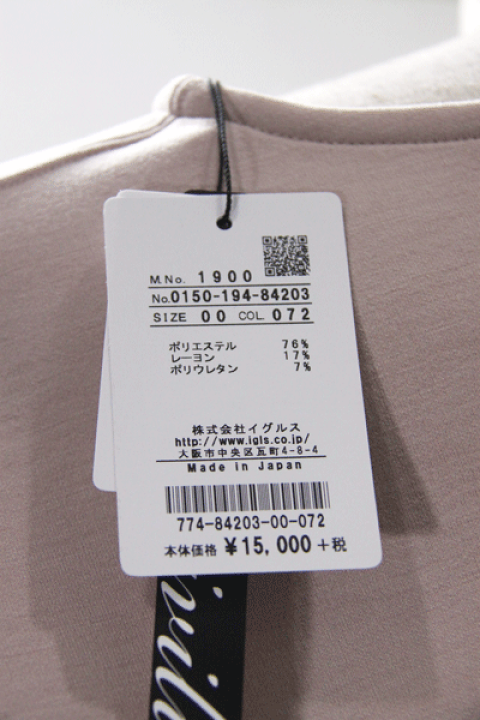 M.No. 1900
No.0150-194-84203
SIZE 00 COL. 072
ポリエステル 76%
レーヨン 17%
ポリウレタン 7%
株式会社イグルス
http://www.igls.co.jp/
大阪市中央区瓦町4-8-4
Made in Japan
774-84203-00-072
本体価格 ¥15,000+税